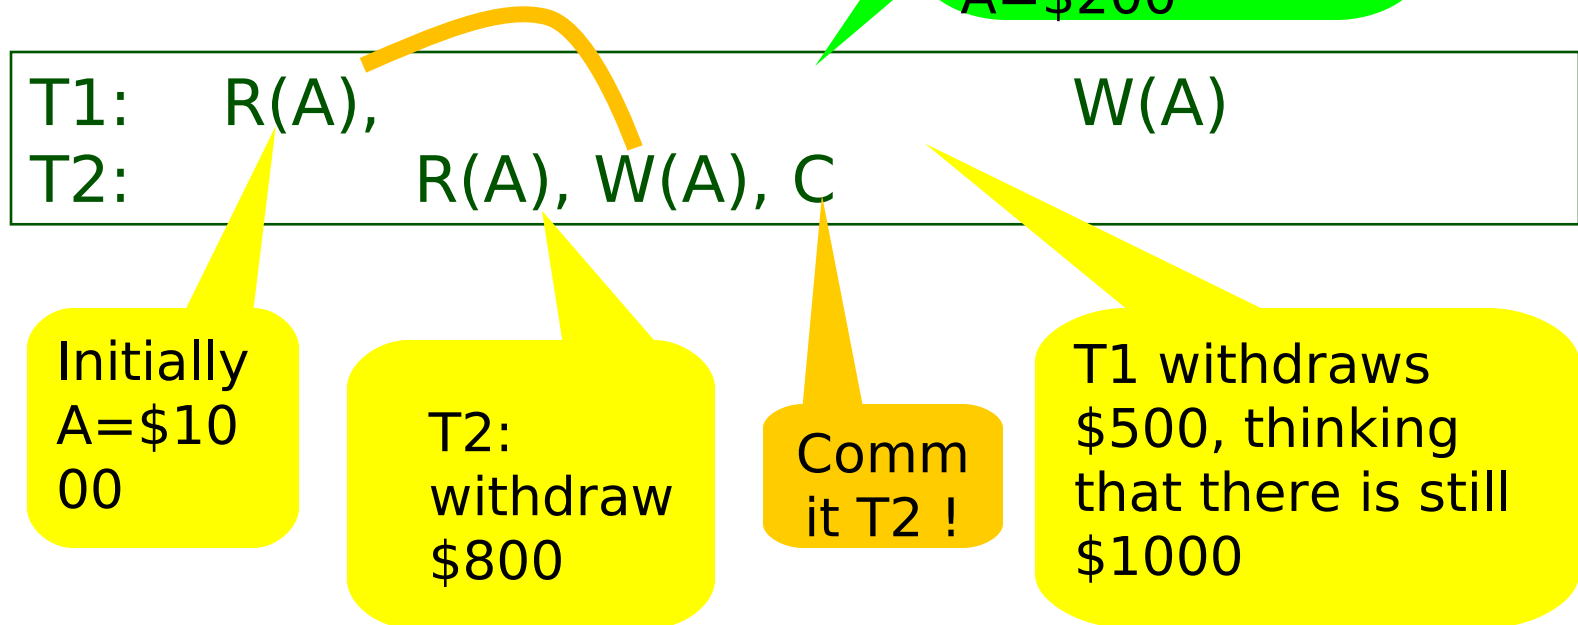 A=$200
T1: R(A), W(A)
T2: R(A), W(A), C
Initially
A=$10
00
T2:
withdraw
$800
Comm
it T2 !
T1 withdraws
$500, thinking
that there is still
$1000